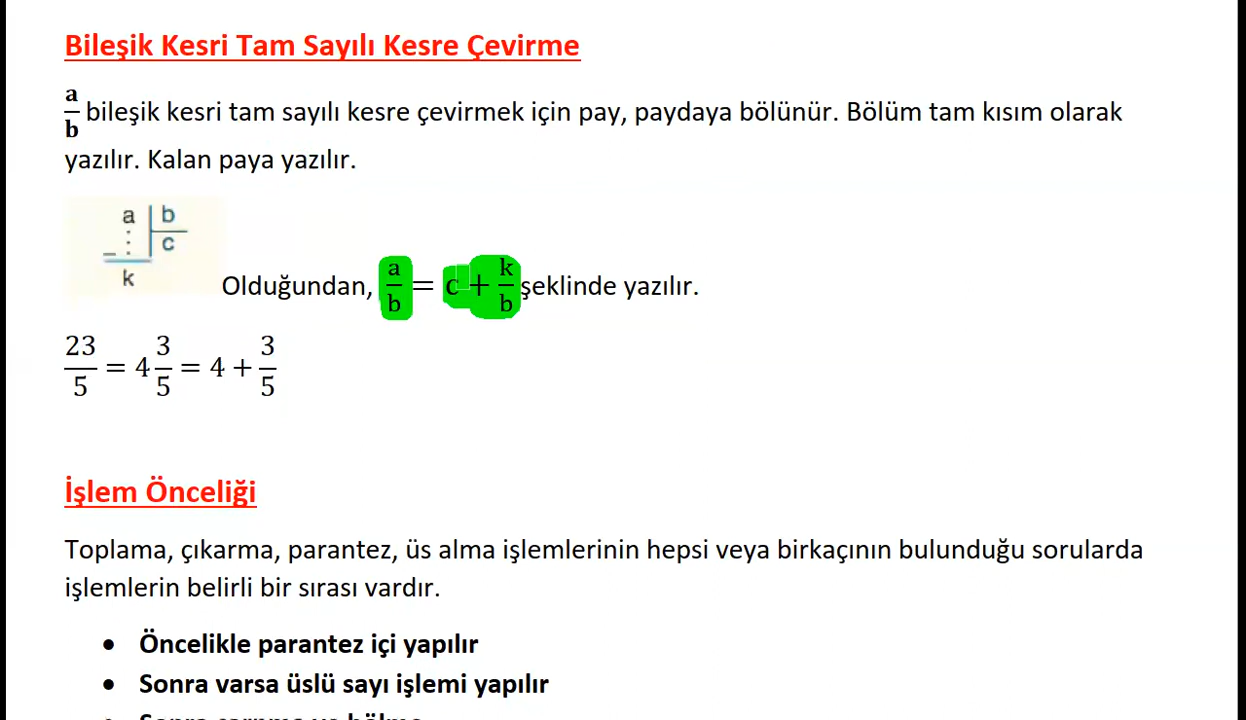 Bileşik Kesri Tam Sayılı Kesre Çevirme
a/b bileşik kesri tam sayılı kesre çevirmek için pay, paydaya bölünür. Bölüm tam kısım olarak
yazılır. Kalan paya yazılır.
a | b
_ ⋮ | c
k
Olduğundan, a/b = c + k/b şeklinde yazılır.
23/5 = 4 3/5 = 4 + 3/5
İşlem Önceliği
Toplama, çıkarma, parantez, üs alma işlemlerinin hepsi veya birkaçının bulunduğu sorularda
işlemlerin belirli bir sırası vardır.
• Öncelikle parantez içi yapılır
• Sonra varsa üslü sayı işlemi yapılır